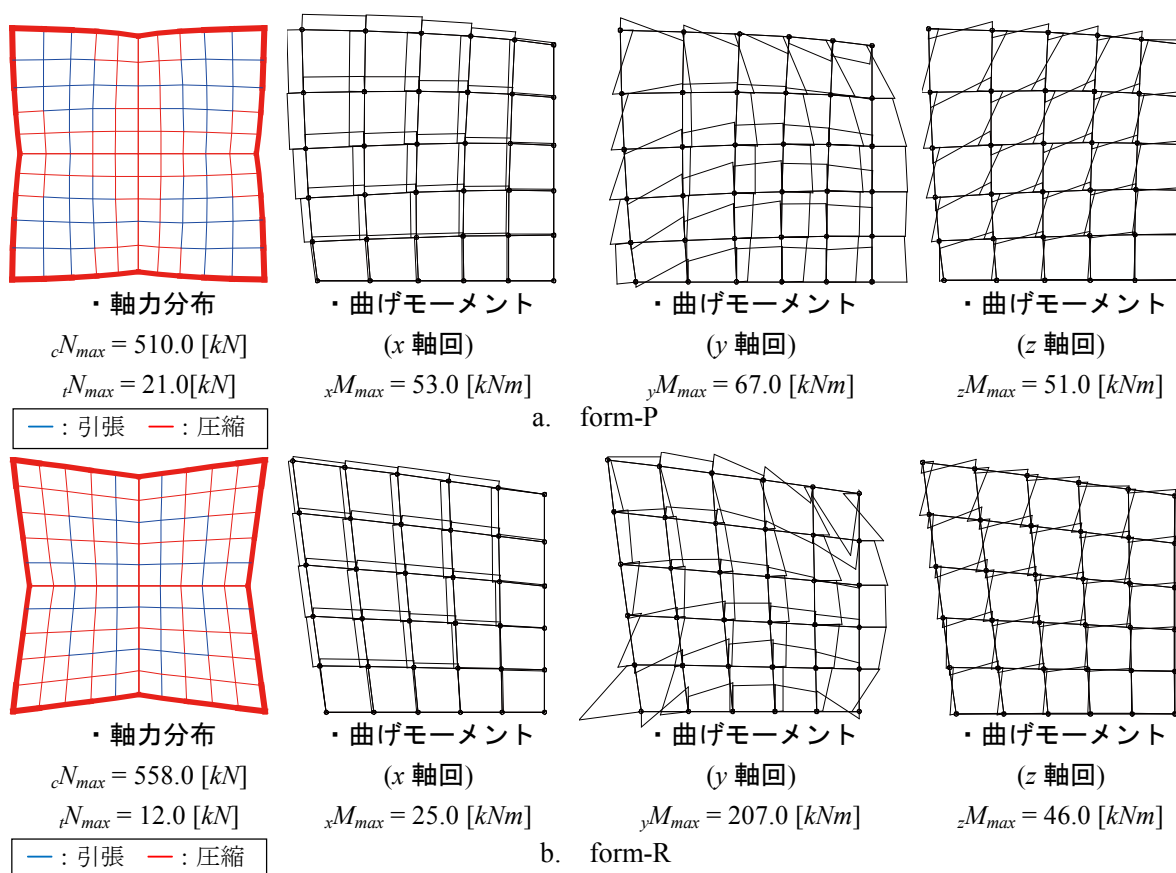 ・軸力分布 ・曲げモーメント ・曲げモーメント ・曲げモーメント
cNmax = 510.0 [kN] (x 軸回) (y 軸回) (z 軸回)
tNmax = 21.0[kN] xMmax = 53.0 [kNm] yMmax = 67.0 [kNm] zMmax = 51.0 [kNm]
: 引張 : 圧縮 a. form-P
・軸力分布 ・曲げモーメント ・曲げモーメント ・曲げモーメント
cNmax = 558.0 [kN] (x 軸回) (y 軸回) (z 軸回)
tNmax = 12.0 [kN] xMmax = 25.0 [kNm] yMmax = 207.0 [kNm] zMmax = 46.0 [kNm]
: 引張 : 圧縮 b. form-R